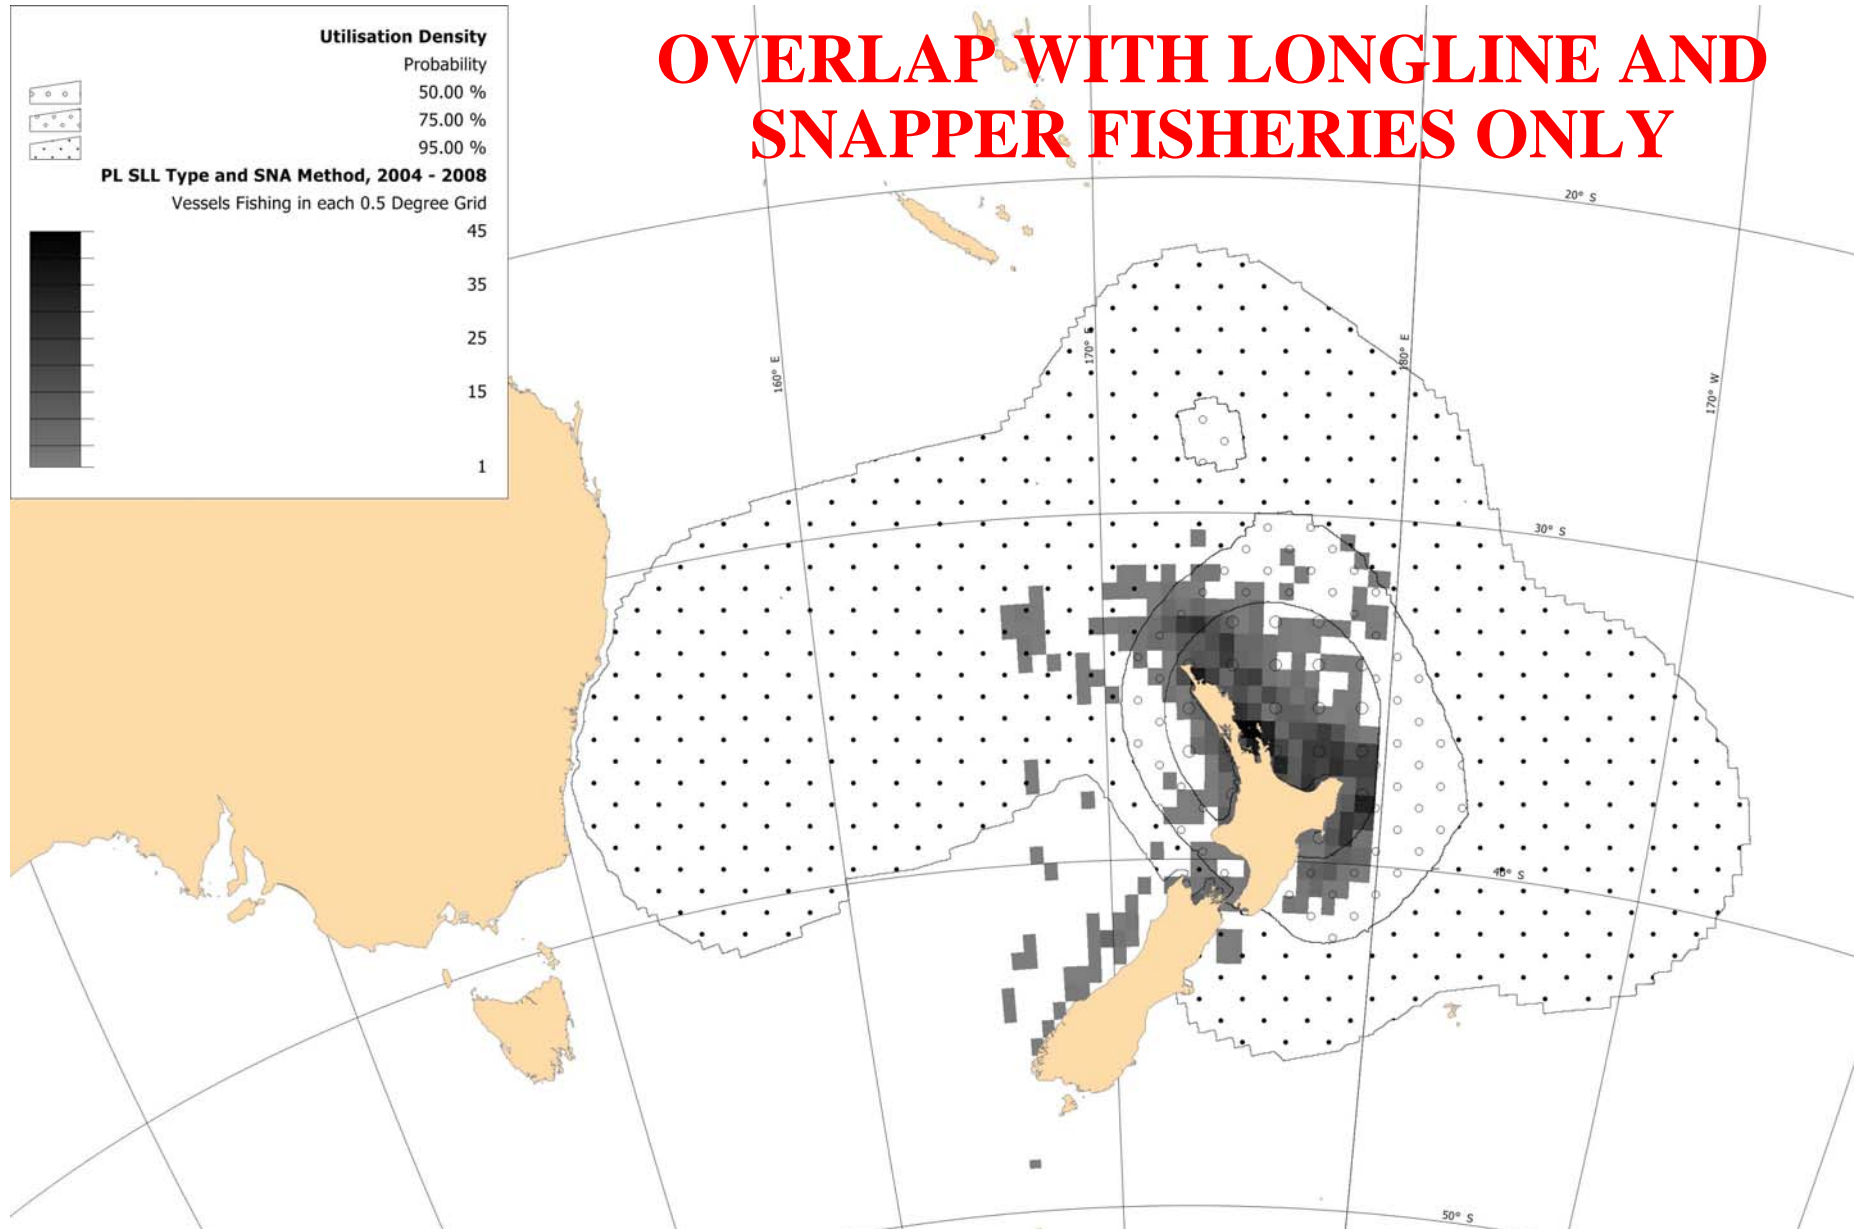 OVERLAP WITH LONGLINE AND
SNAPPER FISHERIES ONLY
Utilisation Density
Probability
50.00 %
75.00 %
95.00 %
PL SLL Type and SNA Method, 2004 - 2008
Vessels Fishing in each 0.5 Degree Grid
45
35
25
15
1
20° S
160° E
170° E
180° E
170° W
30° S
40° S
50° S